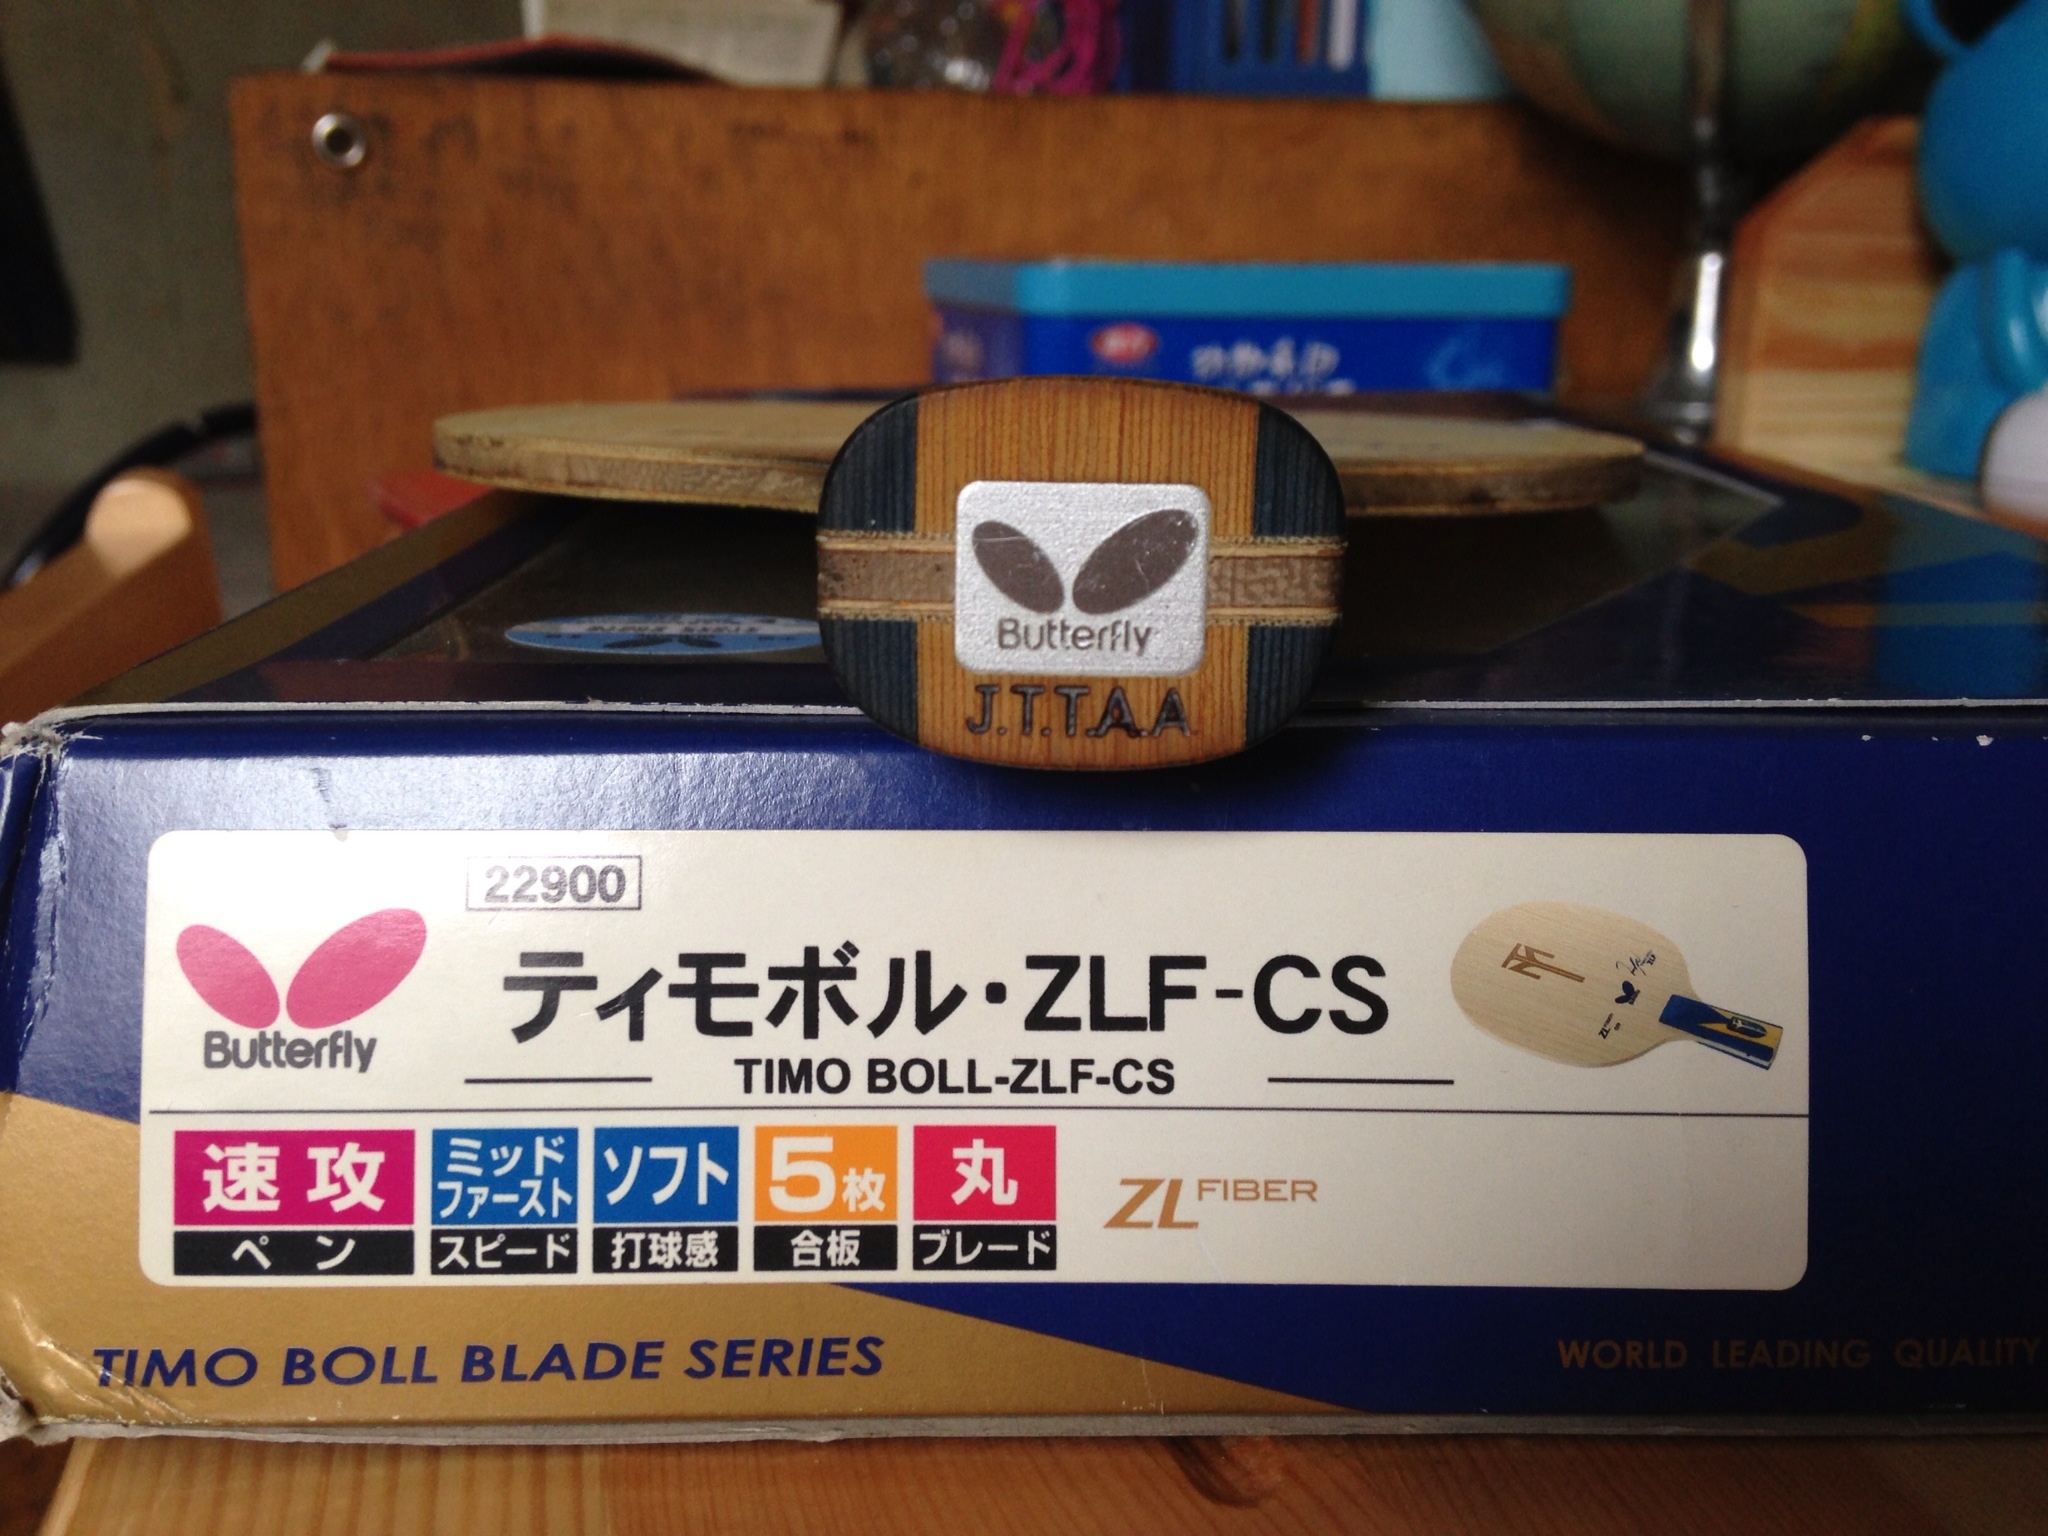 Butterfly
J.T.T.A.A
22900
Butterfly
ティモボル・ZLF-CS
TIMO BOLL-ZLF-CS
速攻
ペン
ミッド
ファースト
スピード
ソフト
打球感
5枚
合板
丸
ブレード
ZL FIBER
TIMO BOLL BLADE SERIES
WORLD LEADING QUALITY